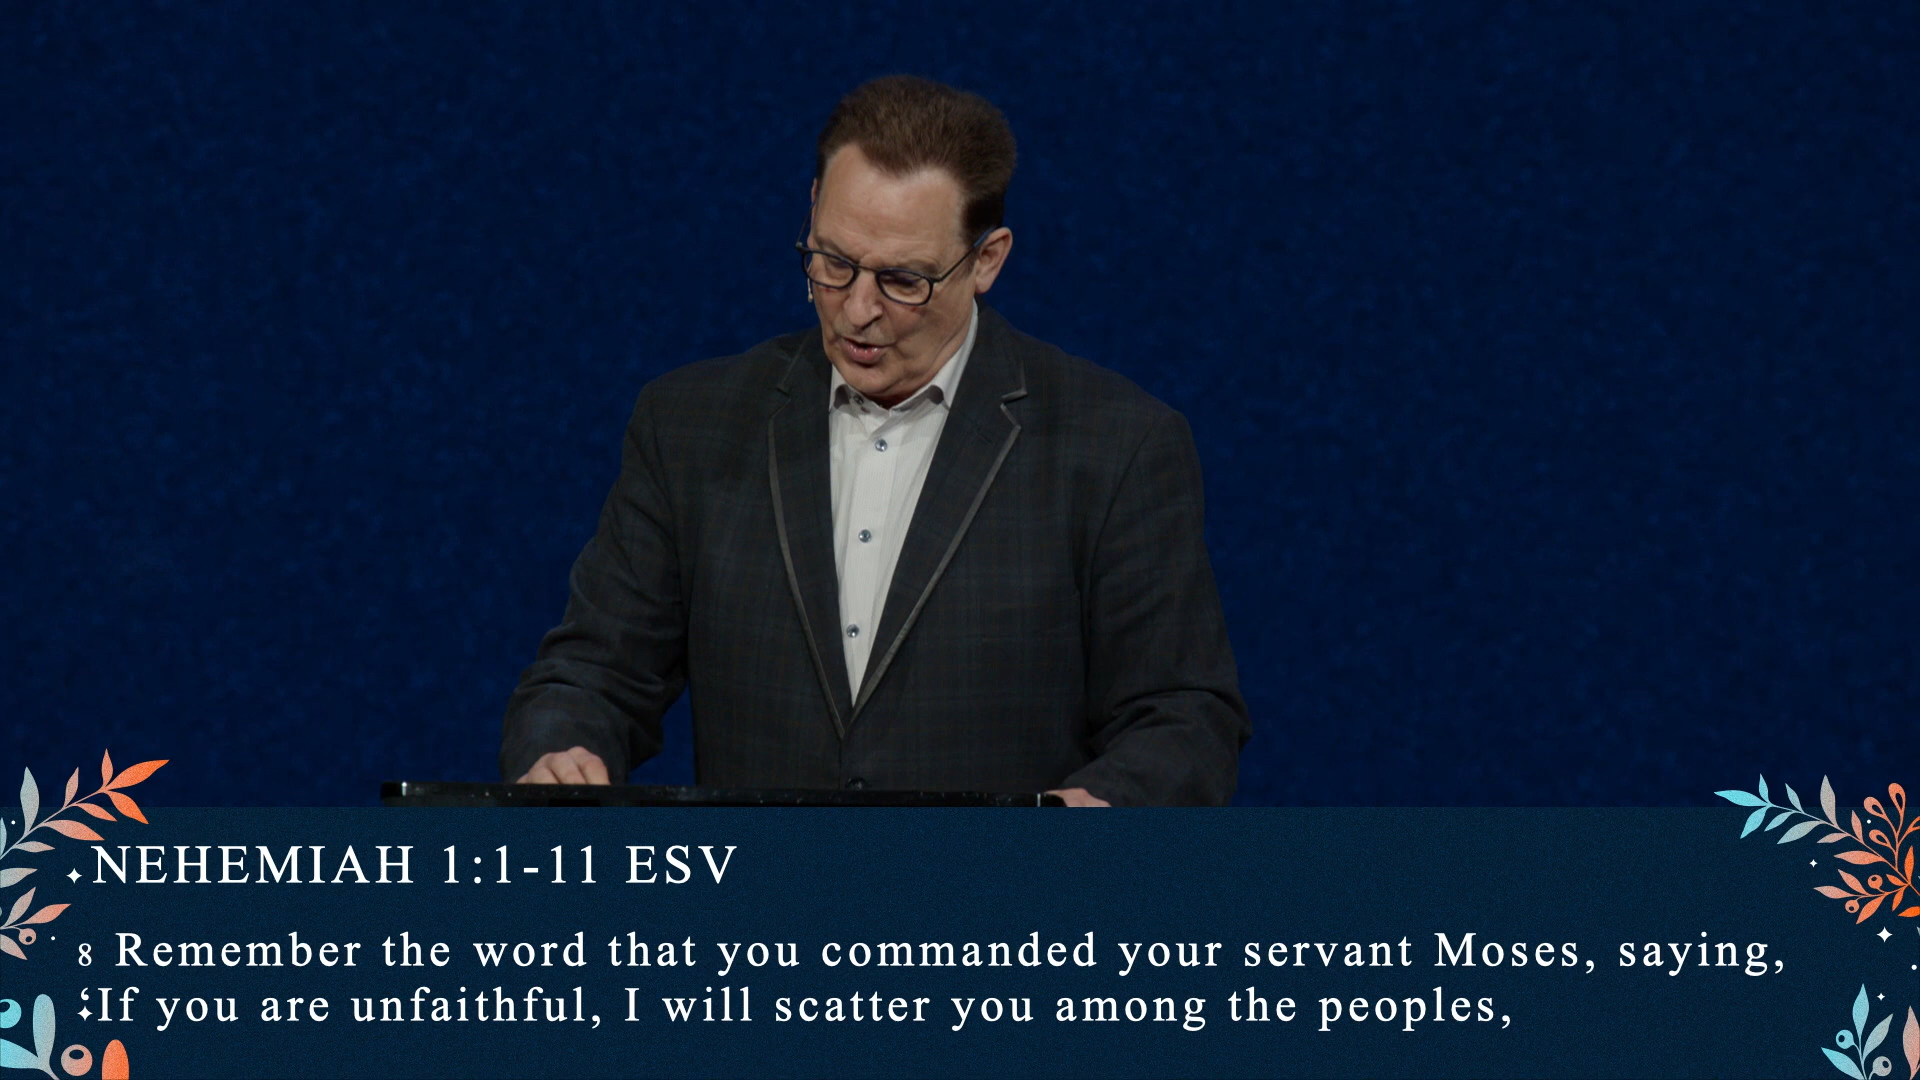 NEHEMIAH 1:1-11 ESV
8 Remember the word that you commanded your servant Moses, saying,
‘If you are unfaithful, I will scatter you among the peoples,